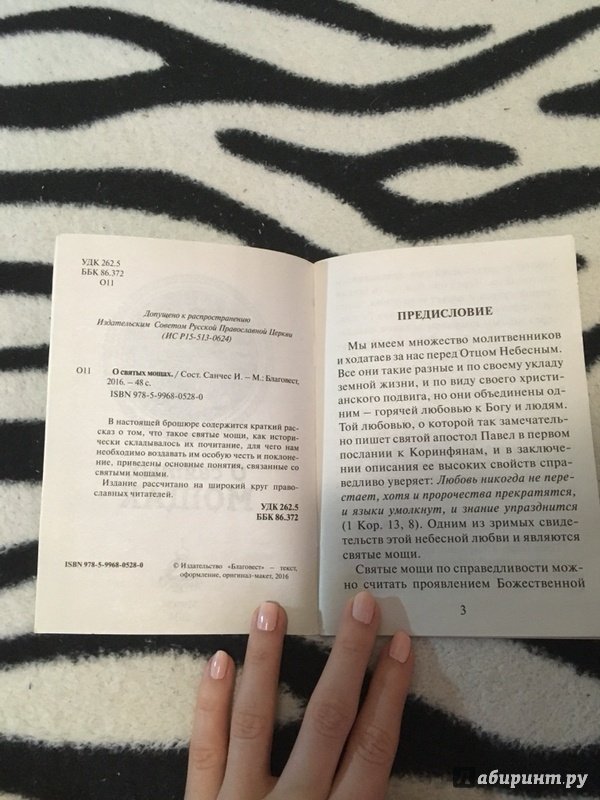 УДК 262.5
ББК 86.372
О11
Допущено к распространению
Издательским Советом Русской Православной Церкви
(ИС Р15-513-0624)
О11 О святых мощах. / Сост. Санчес И. – М.: Благовест,
2016. – 48 с.
ISBN 978-5-9968-0528-0
В настоящей брошюре содержится краткий рас-
сказ о том, что такое святые мощи, как исто-
рически складывалось их почитание, для чего нам
необходимо воздавать им особую честь и поклоне-
ние, приведены основные понятия, связанные со
святыми мощами.
Издание рассчитано на широкий круг право-
славных читателей.
УДК 262.5
ББК 86.372
ISBN 978-5-9968-0528-0
© Издательство «Благовест» – текст,
оформление, оригинал-макет, 2016
ПРЕДИСЛОВИЕ
Мы имеем множество молитвенников
и ходатаев за нас перед Отцом Небесным.
Все они такие разные и по своему укладу
земной жизни, и по виду своего христи-
анского подвига, но они объединены од-
ним – горячей любовью к Богу и людям.
Той любовью, о которой так замечатель-
но пишет святой апостол Павел в первом
послании к Коринфянам, и в заключе-
нии описания ее высоких свойств спра-
ведливо уверяет: Любовь никогда не пере-
стает, хотя и пророчества прекратятся,
и языки умолкнут, и знание упразднится
(1 Кор. 13, 8). Одним из зримых свиде-
тельств этой небесной любви и являются
святые мощи.
Святые мощи по справедливости мож-
но считать проявлением Божественной
3
Лабиринт.ру